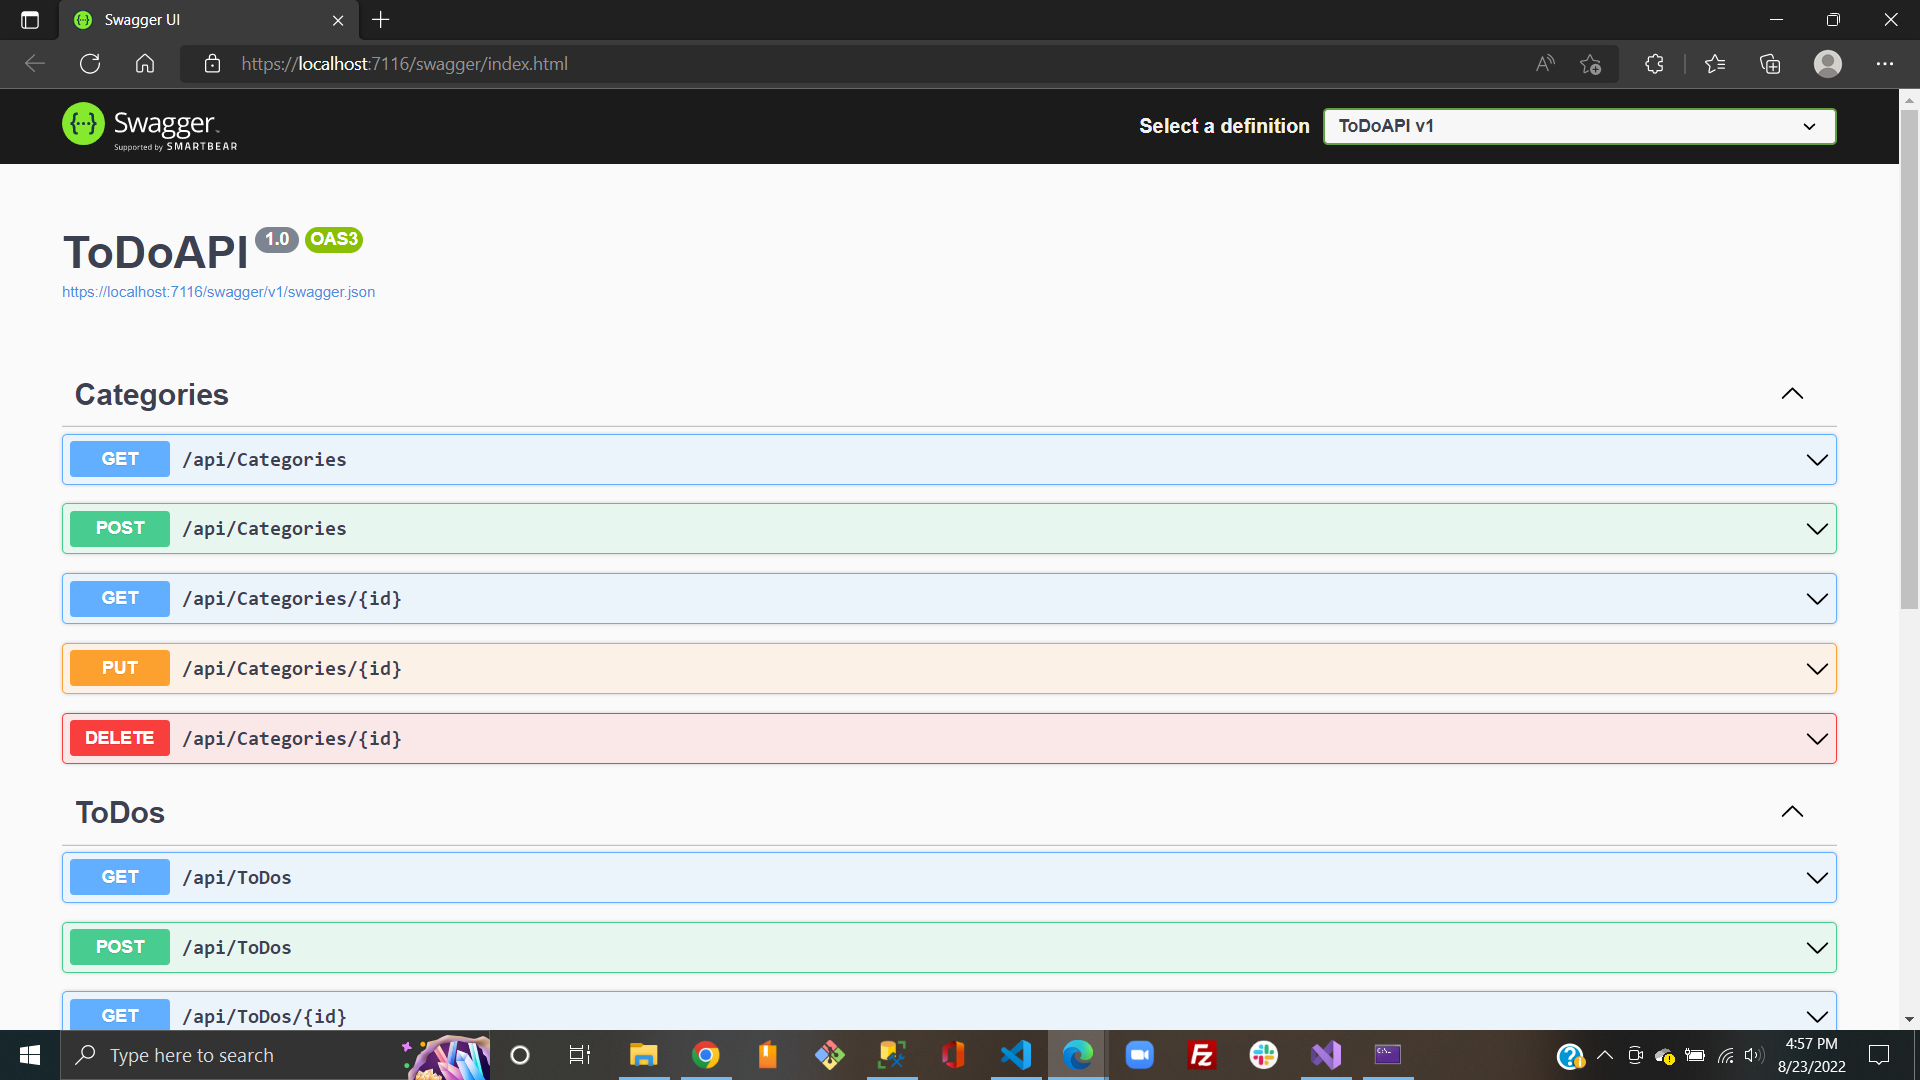 Swagger UI
https://localhost:7116/swagger/index.html
Swagger
Supported by SMARTBEAR
Select a definition
ToDoAPI v1
ToDoAPI 1.0 OAS3
https://localhost:7116/swagger/v1/swagger.json
Categories
GET /api/Categories
POST /api/Categories
GET /api/Categories/{id}
PUT /api/Categories/{id}
DELETE /api/Categories/{id}
ToDos
GET /api/ToDos
POST /api/ToDos
GET /api/ToDos/{id}
Type here to search
4:57 PM
8/23/2022